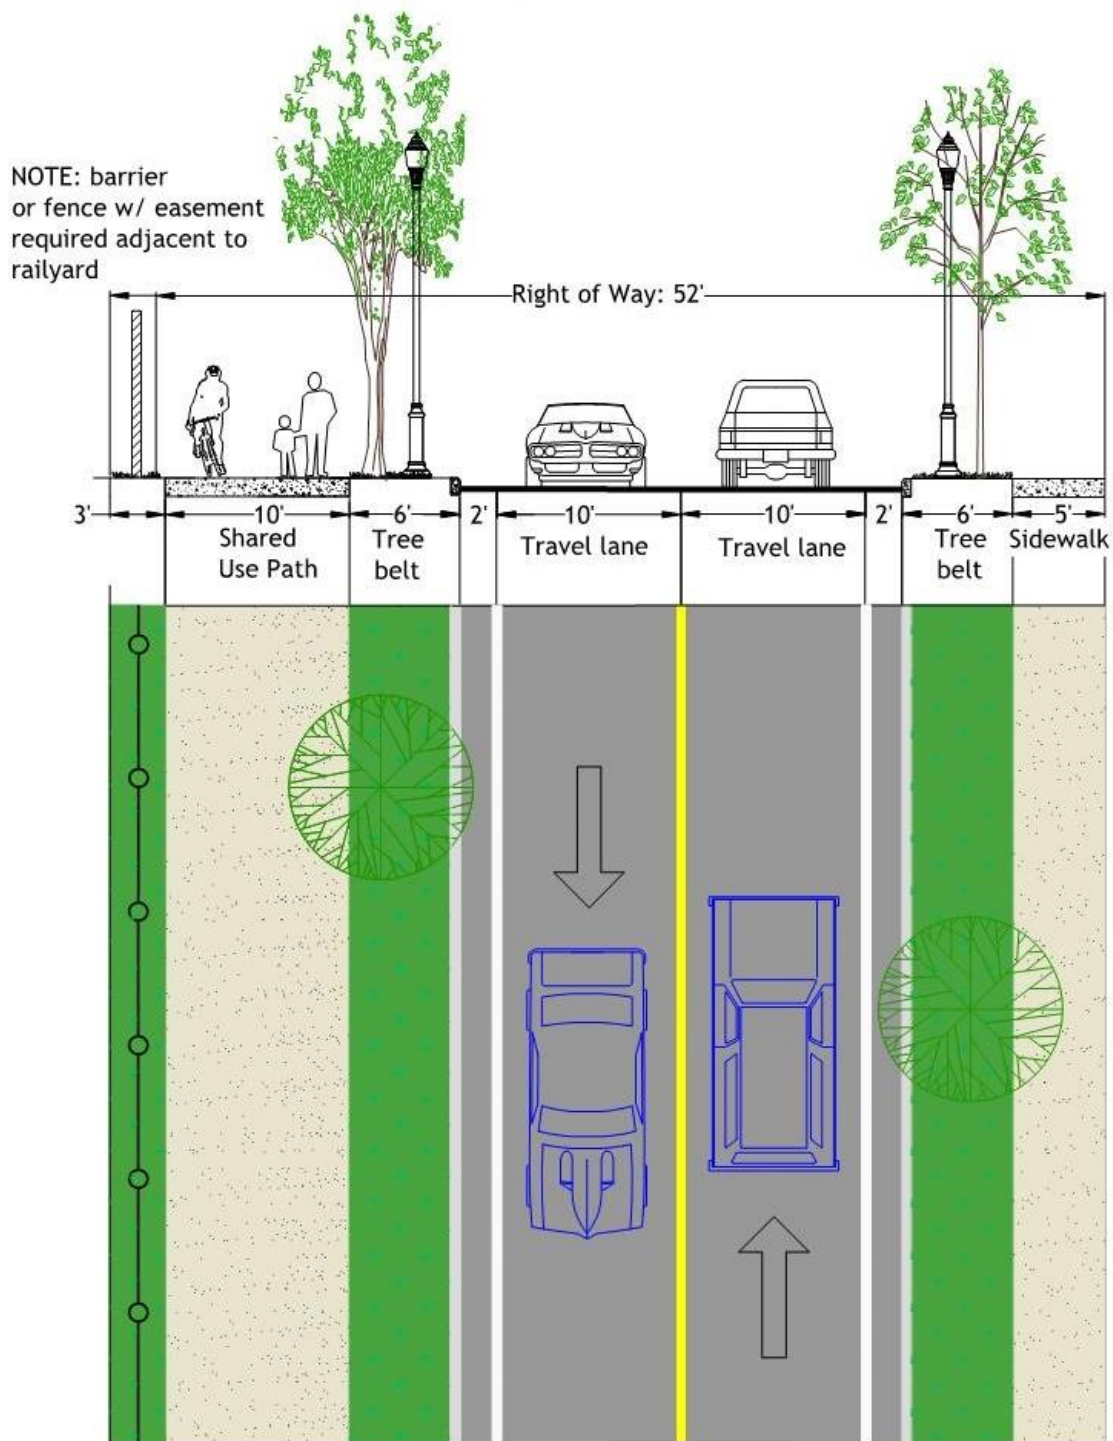 NOTE: barrier
or fence w/ easement
required adjacent to
railyard
Right of Way: 52'
3' 10' 6' 2' 10' 10' 2' 6' 5'
Shared
Use Path
Tree
belt
Travel lane
Travel lane
Tree
belt
Sidewalk